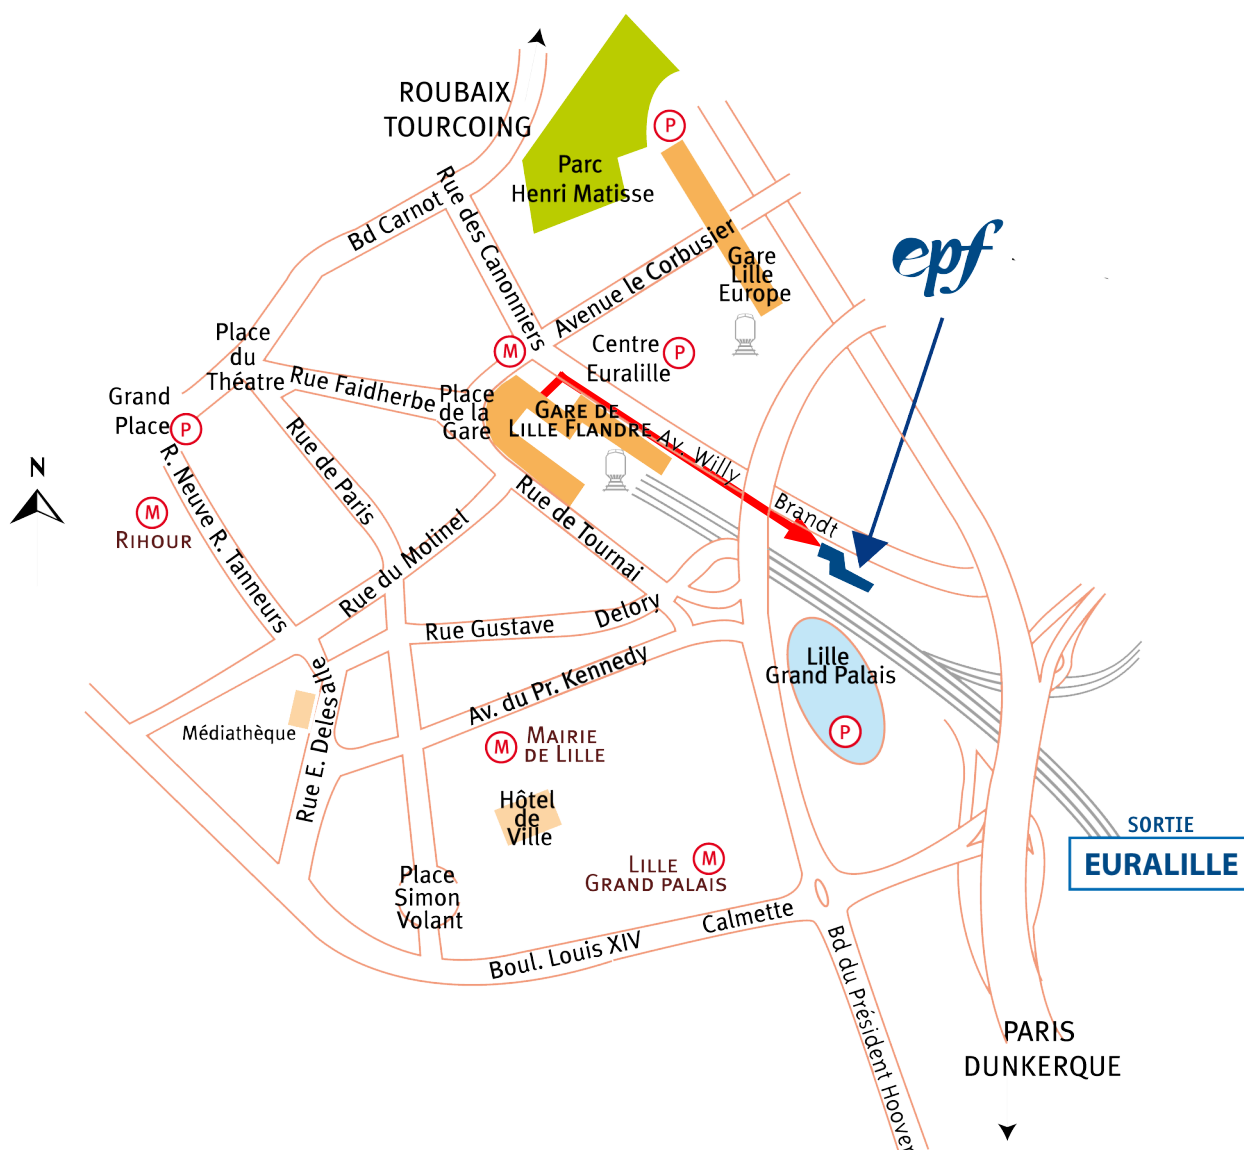 ROUBAIX
TOURCOING
P
Parc
Henri Matisse
Rue des Canonniers
Bd Carnot
Avenue le Corbusier
Gare
Lille
Europe
epf
Place
du
Théatre
M
Centre
Euralille
P
Rue Faidherbe
Place
de la
Gare
GARE DE
LILLE FLANDRE
Grand
Place
P
Av. Willy
Brandt
R. Neuve R. Tanneurs
Rue de Paris
N
M
RIHOUR
Rue du Molinel
Rue de Tournai
Rue Gustave
Delory
Lille
Grand Palais
P
Av. du Pr. Kennedy
Rue E. Delesalle
Médiathèque
M
MAIRIE
DE LILLE
Hôtel
de
Ville
SORTIE
EURALILLE
M
LILLE
GRAND PALAIS
Place
Simon
Volant
Boul. Louis XIV
Calmette
Bd du Président Hoover
PARIS
DUNKERQUE